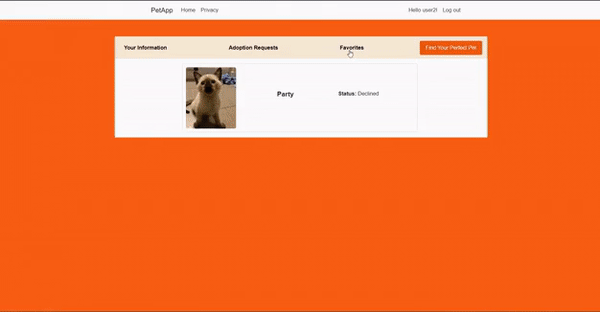 PetApp Home Privacy Hello user2! Log out
Your Information Adoption Requests Favorites Find Your Perfect Pet
Party Status: Declined